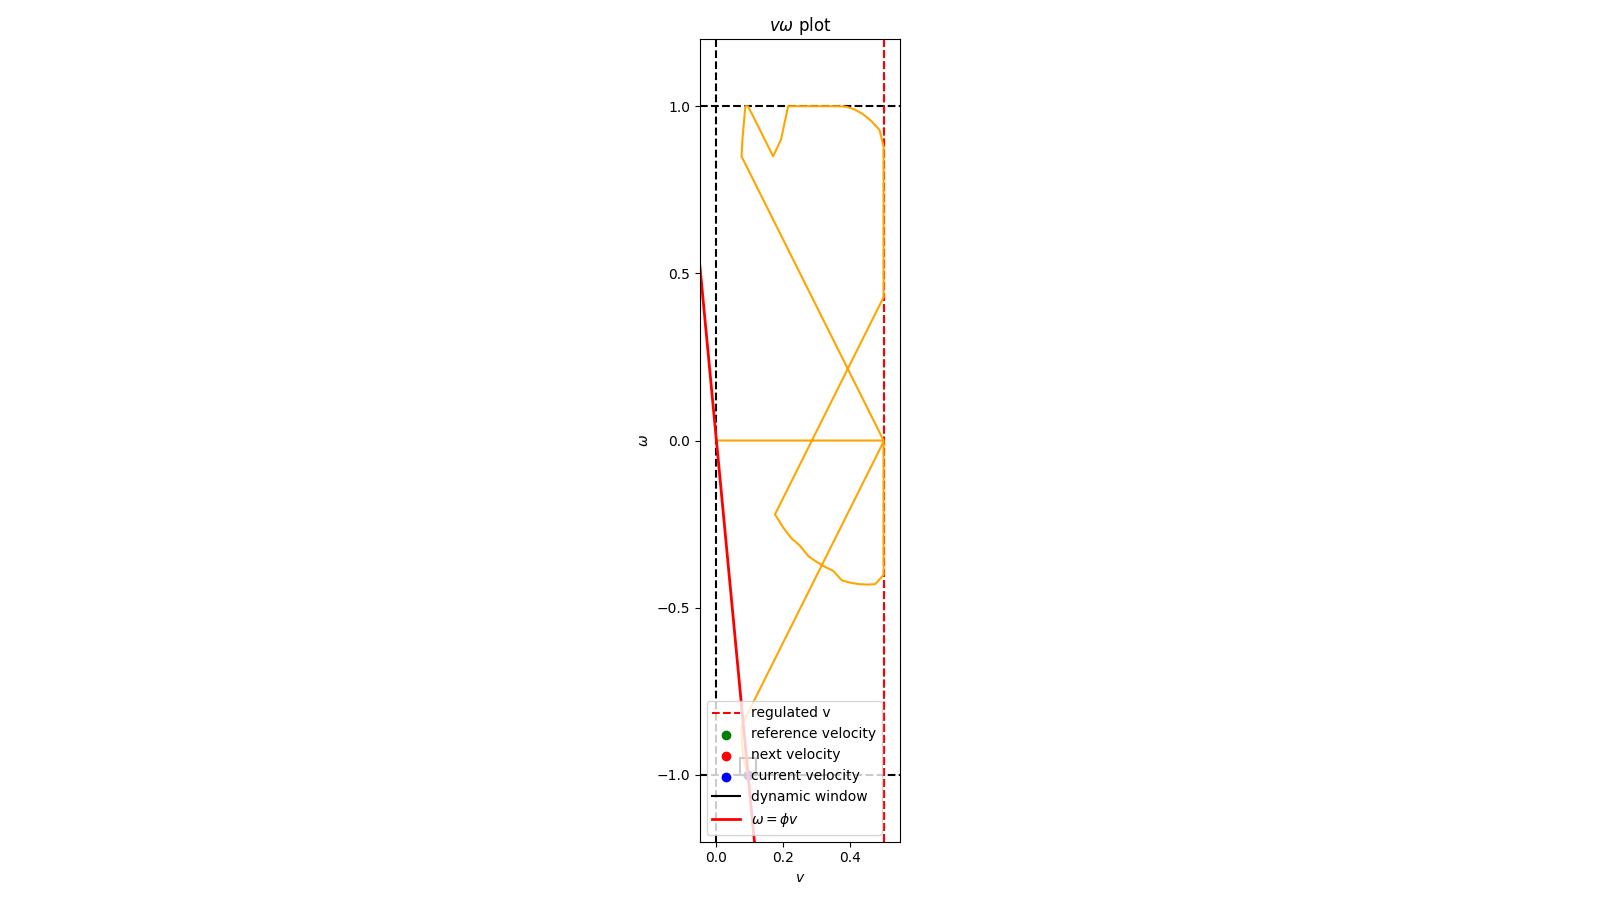 vω plot
1.0
0.5
0.0
−0.5
−1.0
ω
regulated v
reference velocity
next velocity
current velocity
dynamic window
ω = ϕv
0.0 0.2 0.4
v